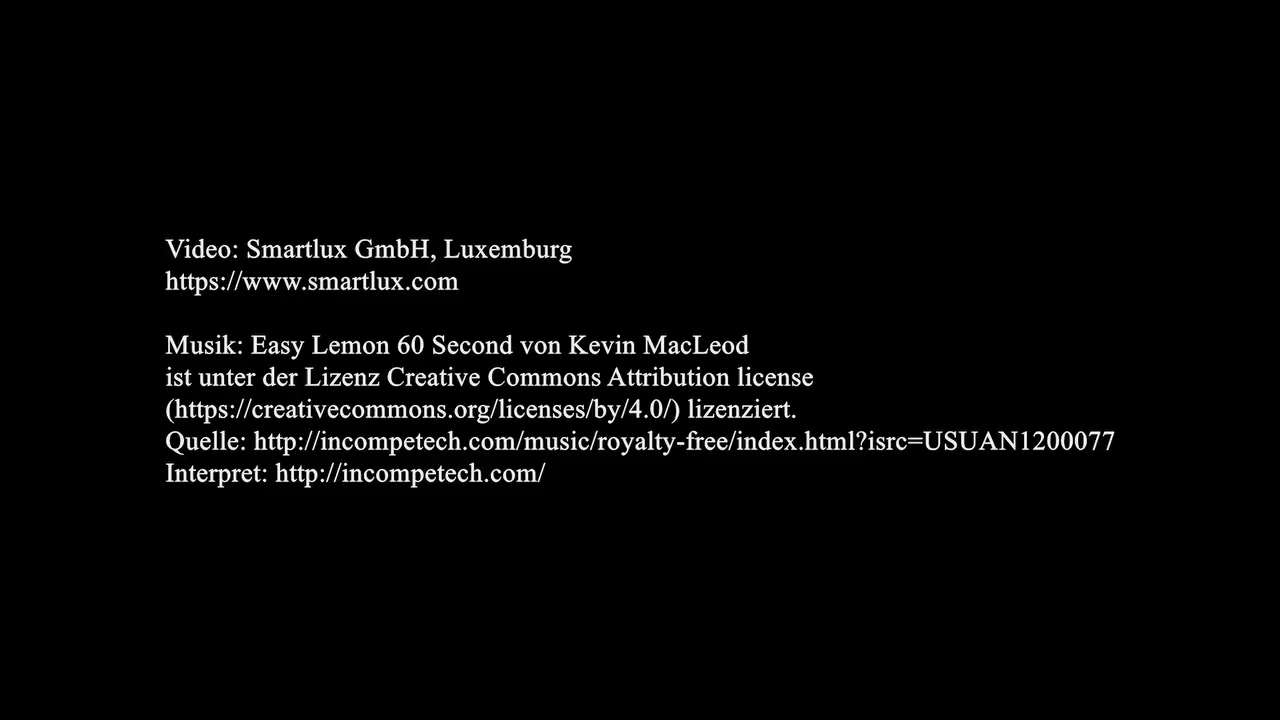 Video: Smartlux GmbH, Luxemburg
https://www.smartlux.com
Musik: Easy Lemon 60 Second von Kevin MacLeod
ist unter der Lizenz Creative Commons Attribution license
(https://creativecommons.org/licenses/by/4.0/) lizenziert.
Quelle: http://incompetech.com/music/royalty-free/index.html?isrc=USUAN1200077
Interpret: http://incompetech.com/